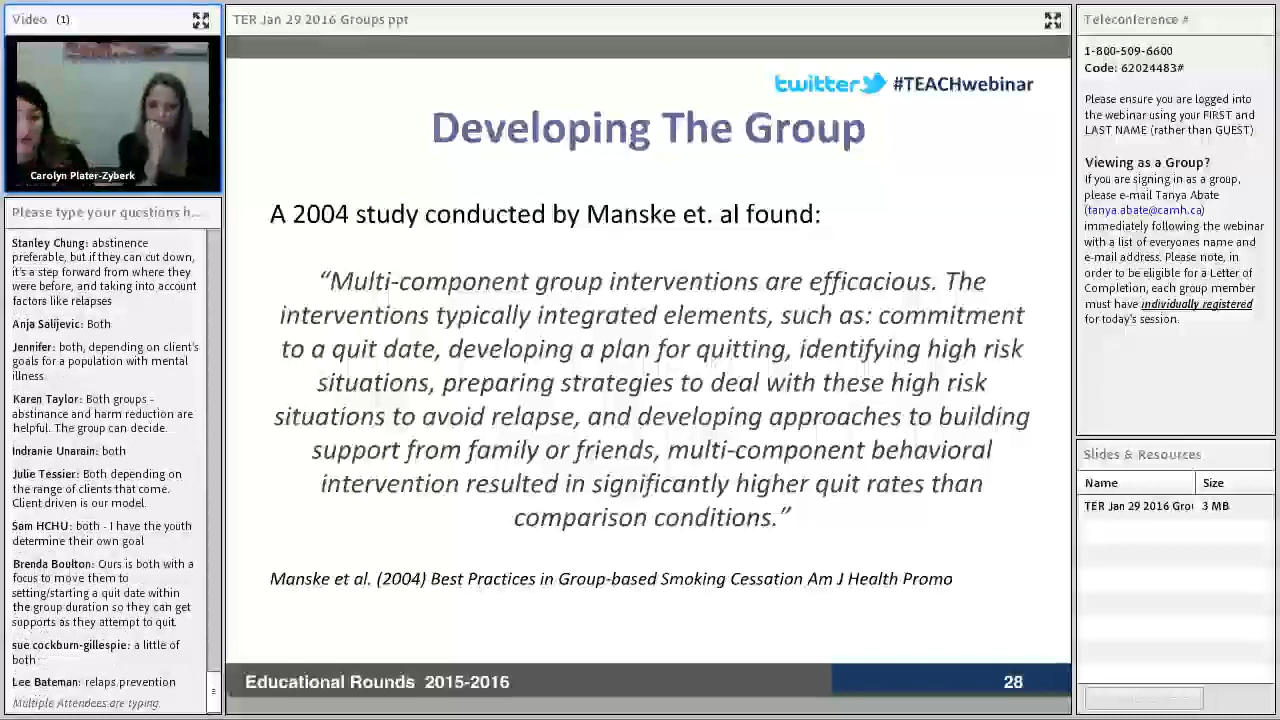 Video (1)
Carolyn Plater-Zyberk
Please type your questions h...
Stanley Chung: abstinence
preferable, but if they can cut down,
it's a step forward from where they
were before, and taking into account
factors like relapses
Anja Salijevic: Both
Jennifer: both, depending on client's
goals for a population with mental
illness.
Karen Taylor: Both groups -
abstinance and harm reduction are
helpful. The group can decide.
Indranie Unarain: both
Julie Tessier: Both depending on
the range of clients that come.
Client driven is our model.
Sam HCHU: both - I have the youth
determine their own goal
Brenda Boulton: Ours is both with a
focus to move them to
setting/starting a quit date within
the group duration so they can get
supports as they attempt to quit.
sue cockburn-gillespie: a little of
both
Lee Bateman: relaps prevention
Multiple Attendees are typing.
TER Jan 29 2016 Groups ppt
twitter #TEACHwebinar
Developing The Group
A 2004 study conducted by Manske et. al found:
“Multi-component group interventions are efficacious. The
interventions typically integrated elements, such as: commitment
to a quit date, developing a plan for quitting, identifying high risk
situations, preparing strategies to deal with these high risk
situations to avoid relapse, and developing approaches to building
support from family or friends, multi-component behavioral
intervention resulted in significantly higher quit rates than
comparison conditions.”
Manske et al. (2004) Best Practices in Group-based Smoking Cessation Am J Health Promo
Educational Rounds 2015-2016
28
Teleconference #
1-800-509-6600
Code: 62024483#
Please ensure you are logged into
the webinar using your FIRST and
LAST NAME (rather than GUEST)
Viewing as a Group?
If you are signing in as a group,
please e-mail Tanya Abate
(tanya.abate@camh.ca)
immediately following the webinar
with a list of everyones name and
e-mail address. Please note, in
order to be eligible for a Letter of
Completion, each group member
must have individually registered
for today's session.
Slides & Resources
Name Size
TER Jan 29 2016 Grou 3 MB